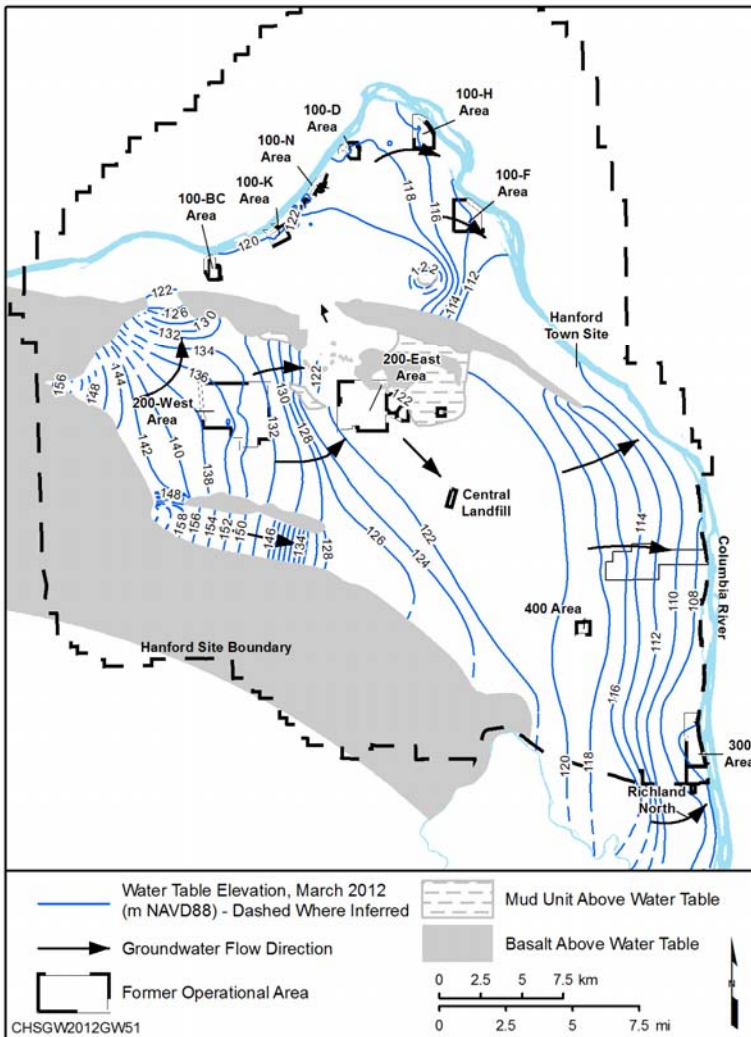 100-H
Area
100-D
Area
100-N
Area
100-F
Area
100-K
Area
100-BC
Area
118
116
122
120
122
112
114
122
126
130
132
134
136
Hanford
Town Site
200-East
Area
122
122
156
148
144
200-West
Area
130
132
128
142
140
138
114
Central
Landfill
122
148
158
156
154
152
150
146
134
128
126
124
Columbia River
110
108
400 Area
112
Hanford Site Boundary
116
300
Area
120
118
Richland
North
Water Table Elevation, March 2012
(m NAVD88) - Dashed Where Inferred
Mud Unit Above Water Table
Groundwater Flow Direction
Basalt Above Water Table
Former Operational Area
0 2.5 5 7.5 km
0 2.5 5 7.5 mi
N
CHSGW2012GW51